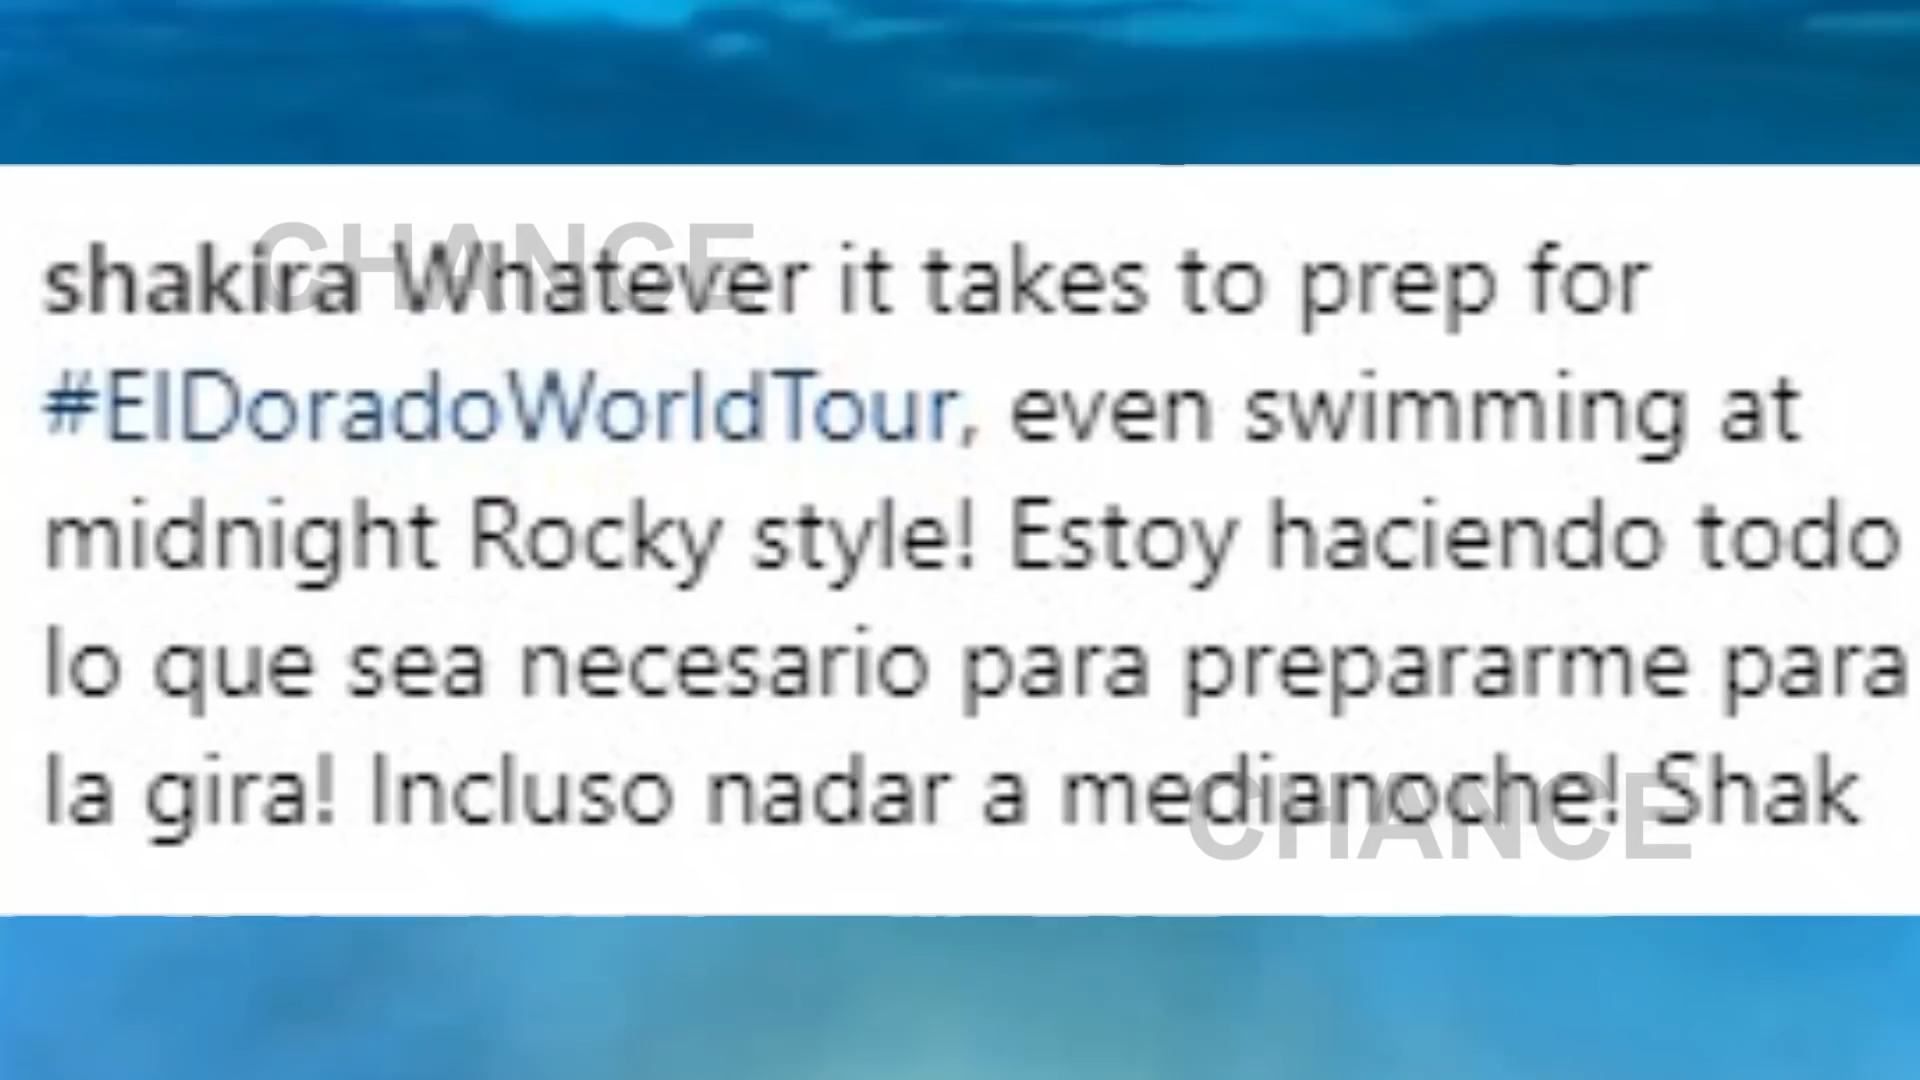 CHANCE
shakira Whatever it takes to prep for
#ElDoradoWorldTour, even swimming at
midnight Rocky style! Estoy haciendo todo
lo que sea necesario para prepararme para
la gira! Incluso nadar a medianoche! Shak
CHANCE